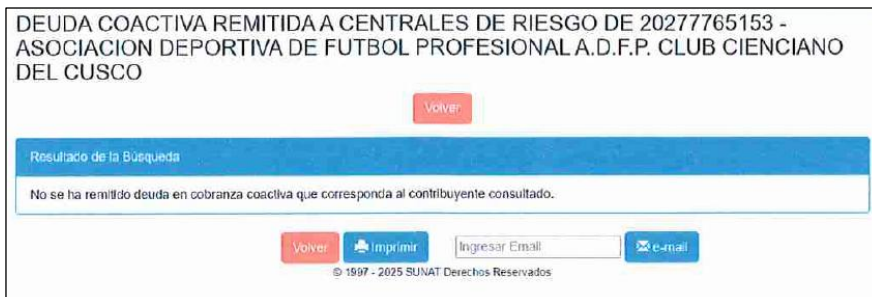 DEUDA COACTIVA REMITIDA A CENTRALES DE RIESGO DE 20277765153 -
ASOCIACION DEPORTIVA DE FUTBOL PROFESIONAL A.D.F.P. CLUB CIENCIANO
DEL CUSCO
Volver
Resultado de la Búsqueda
No se ha remitido deuda en cobranza coactiva que corresponda al contribuyente consultado.
Volver Imprimir Ingresar Email e-mail
© 1997 - 2025 SUNAT Derechos Reservados